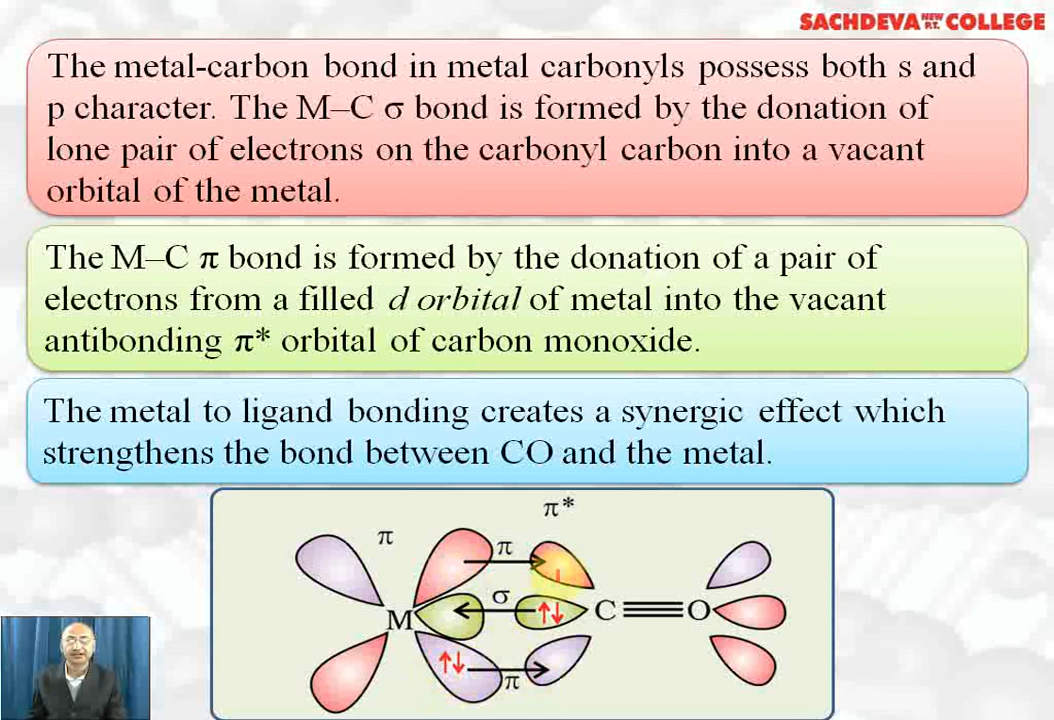 SACHDEVA NEW P.T. COLLEGE
The metal-carbon bond in metal carbonyls possess both s and
p character. The M–C σ bond is formed by the donation of
lone pair of electrons on the carbonyl carbon into a vacant
orbital of the metal.
The M–C π bond is formed by the donation of a pair of
electrons from a filled d orbital of metal into the vacant
antibonding π* orbital of carbon monoxide.
The metal to ligand bonding creates a synergic effect which
strengthens the bond between CO and the metal.
π*
π
π
σ
M C≡O
π